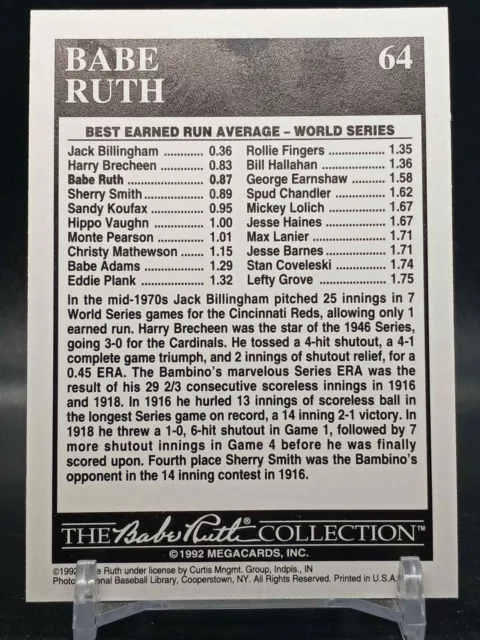 BABE RUTH 64
BEST EARNED RUN AVERAGE – WORLD SERIES
Jack Billingham ............ 0.36 Rollie Fingers ............... 1.35
Harry Brecheen ............ 0.83 Bill Hallahan .................. 1.36
Babe Ruth .................... 0.87 George Earnshaw ......... 1.58
Sherry Smith ................ 0.89 Spud Chandler ............. 1.62
Sandy Koufax ............... 0.95 Mickey Lolich ................ 1.67
Hippo Vaughn .............. 1.00 Jesse Haines ................ 1.67
Monte Pearson ............. 1.01 Max Lanier .................... 1.71
Christy Mathewson ...... 1.15 Jesse Barnes ................ 1.71
Babe Adams ................. 1.29 Stan Coveleski .............. 1.74
Eddie Plank .................. 1.32 Lefty Grove ................... 1.75
In the mid-1970s Jack Billingham pitched 25 innings in 7
World Series games for the Cincinnati Reds, allowing only 1
earned run. Harry Brecheen was the star of the 1946 Series,
going 3-0 for the Cardinals. He tossed a 4-hit shutout, a 4-1
complete game triumph, and 2 innings of shutout relief, for a
0.45 ERA. The Bambino's marvelous Series ERA was the
result of his 29 2/3 consecutive scoreless innings in 1916
and 1918. In 1916 he hurled 13 innings of scoreless ball in
the longest Series game on record, a 14 inning 2-1 victory. In
1918 he threw a 1-0, 6-hit shutout in Game 1, followed by 7
more shutout innings in Game 4 before he was finally
scored upon. Fourth place Sherry Smith was the Bambino's
opponent in the 14 inning contest in 1916.
THE Babe Ruth® COLLECTION™
©1992 MEGACARDS, INC.
©1992 Ruth under license by Curtis Mngmt. Group, Indpls., IN
Baseball Library, Cooperstown, NY. All Rights Reserved. Printed in U.S.A.